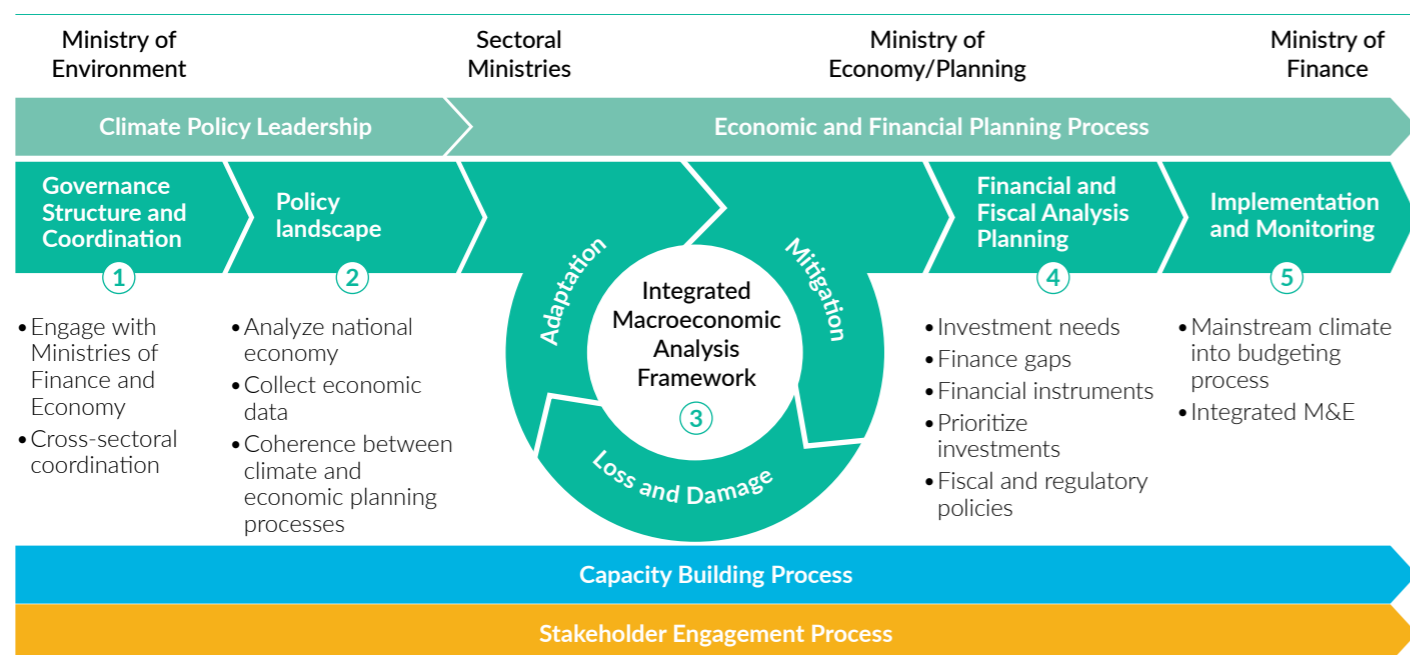 Ministry of
Environment
Sectoral
Ministries
Ministry of
Economy/Planning
Ministry of
Finance
Climate Policy Leadership
Economic and Financial Planning Process
Governance
Structure and
Coordination
1
Policy
landscape
2
Adaptation
Mitigation
Loss and Damage
Integrated
Macroeconomic
Analysis
Framework
3
Financial and
Fiscal Analysis
Planning
4
Implementation
and Monitoring
5
• Engage with
Ministries of
Finance and
Economy
• Cross-sectoral
coordination
• Analyze national
economy
• Collect economic
data
• Coherence between
climate and
economic planning
processes
• Investment needs
• Finance gaps
• Financial instruments
• Prioritize
investments
• Fiscal and regulatory
policies
• Mainstream climate
into budgeting
process
• Integrated M&E
Capacity Building Process
Stakeholder Engagement Process